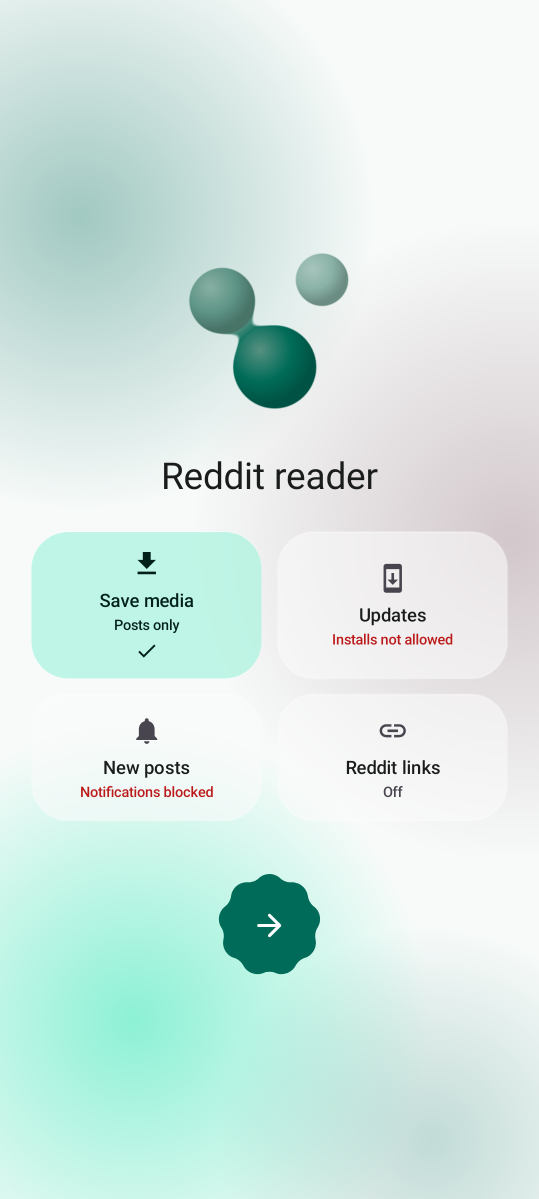 Reddit reader
Save media
Posts only
Updates
Installs not allowed
New posts
Notifications blocked
Reddit links
Off